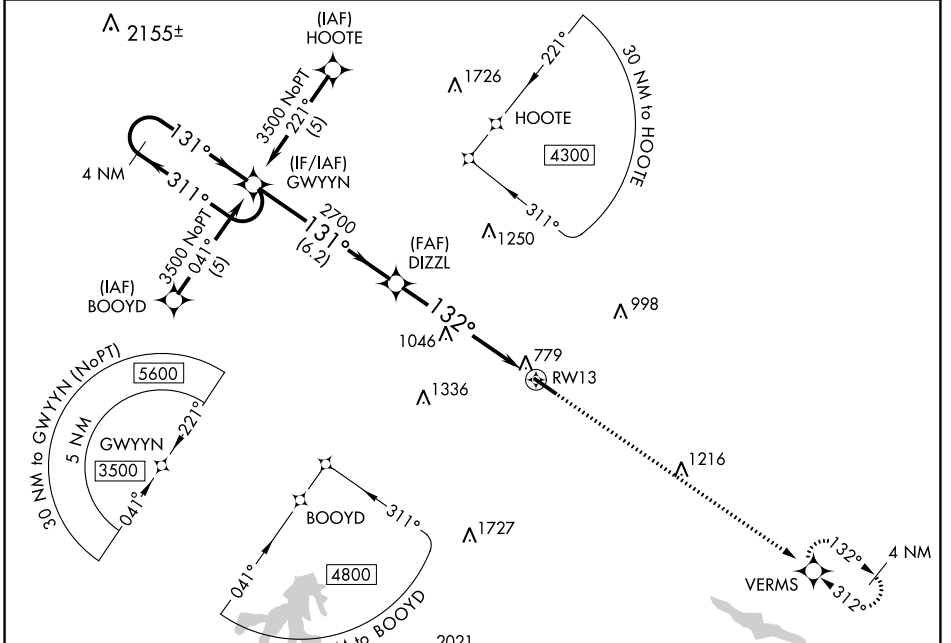 2155±
(IAF)
HOOTE
3500 NoPT
221°
(5)
131°
4 NM
311°
(IF/IAF)
GWYYN
3500 NoPT
041°
(5)
(IAF)
BOOYD
2700
131°
(6.2)
(FAF)
DIZZL
132°
1046
1336
779
RW13
998
1726
1250
221°
HOOTE
4300
311°
30 NM to HOOTE
5600
30 NM to GWYYN (NoPT)
5 NM
GWYYN
3500
221°
041°
BOOYD
311°
041°
4800
M to BOOYD
1727
1216
VERMS
132°
312°
4 NM
2021